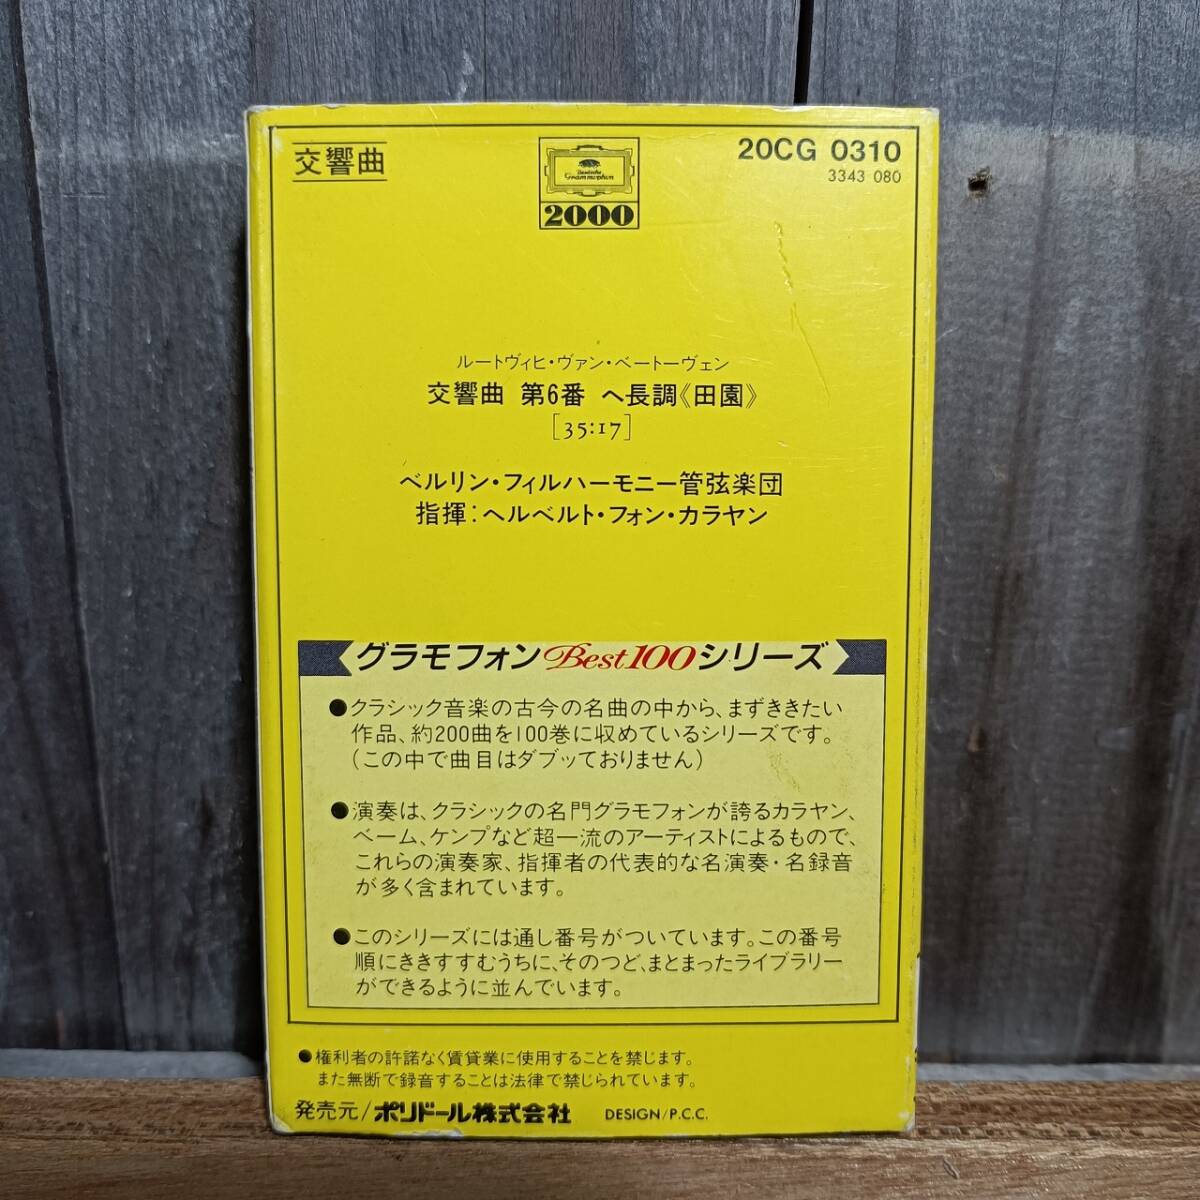 交響曲
Deutsche
Grammophon
2000
20CG 0310
3343 080
ルートヴィヒ・ヴァン・ベートーヴェン
交響曲 第6番 ヘ長調《田園》
[35:17]
ベルリン・フィルハーモニー管弦楽団
指揮:ヘルベルト・フォン・カラヤン
グラモフォンBest100シリーズ
●クラシック音楽の古今の名曲の中から、まずききたい
作品、約200曲を100巻に収めているシリーズです。
(この中で曲目はダブッておりません)
●演奏は、クラシックの名門グラモフォンが誇るカラヤン、
ベーム、ケンプなど超一流のアーティストによるもので、
これらの演奏家、指揮者の代表的な名演奏・名録音
が多く含まれています。
●このシリーズには通し番号がついています。この番号
順にききすすむうちに、そのつど、まとまったライブラリー
ができるように並んでいます。
●権利者の許諾なく賃貸業に使用することを禁じます。
また無断で録音することは法律で禁じられています。
発売元/ポリドール株式会社 DESIGN/P.C.C.